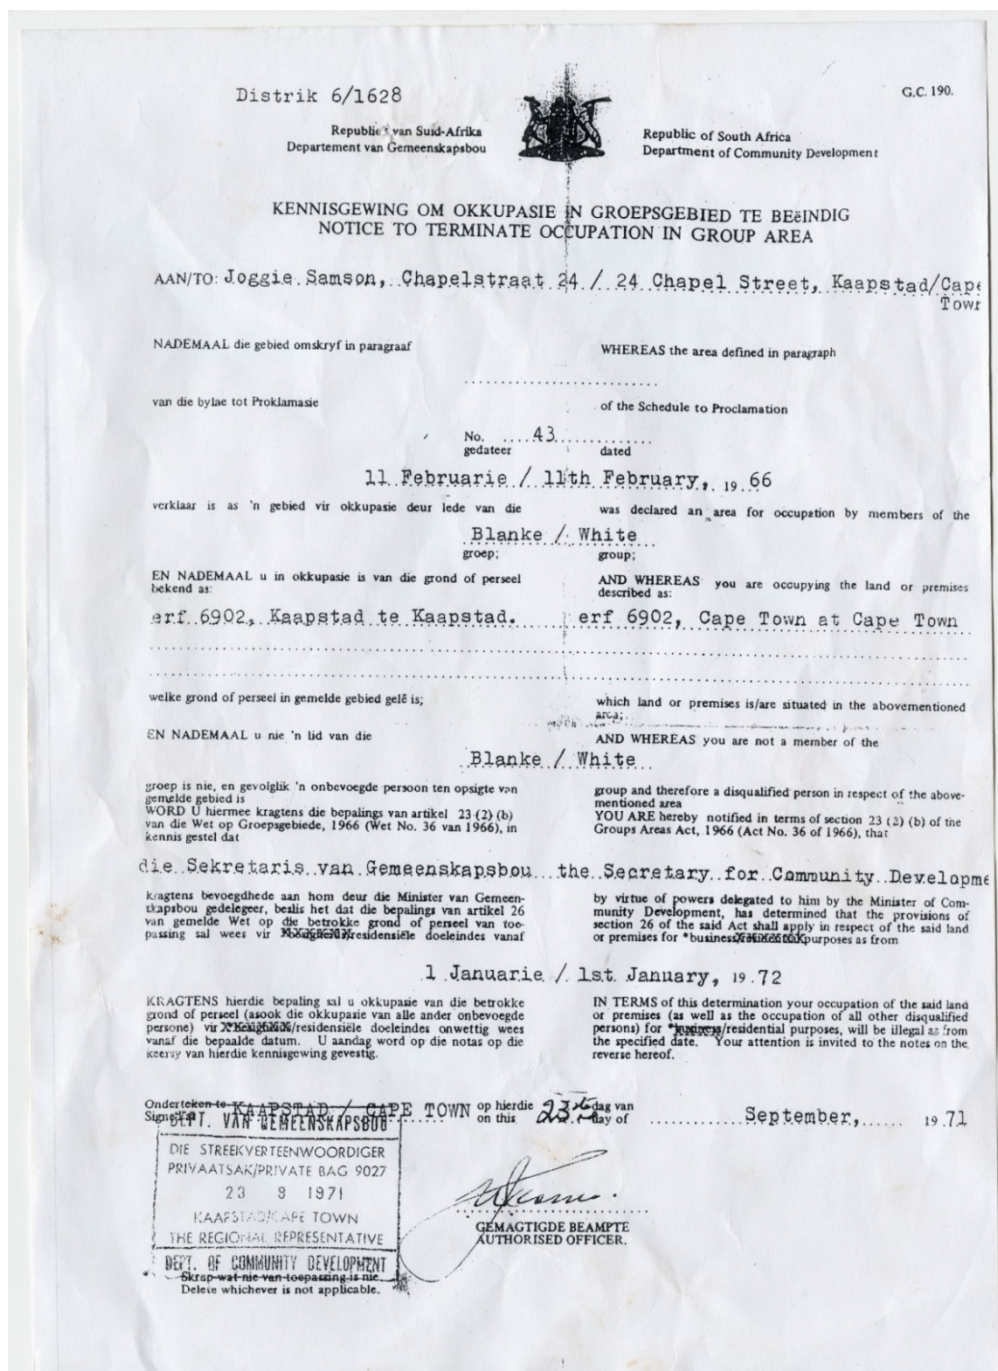 Distrik 6/1628
G.C. 190.
Republiek van Suid-Afrika
Departement van Gemeenskapsbou
Republic of South Africa
Department of Community Development
KENNISGEWING OM OKKUPASIE IN GROEPSGEBIED TE BEëINDIG
NOTICE TO TERMINATE OCCUPATION IN GROUP AREA
AAN/TO: Joggie Samson, Chapelstraat 24 / 24 Chapel Street, Kaapstad/Cape
Town
NADEMAAL die gebied omskryf in paragraaf
WHEREAS the area defined in paragraph
van die bylae tot Proklamasie
of the Schedule to Proclamation
No. 43
gedateer dated
11 Februarie / 11th February, 19 66
verklaar is as 'n gebied vir okkupasie deur lede van die
was declared an area for occupation by members of the
Blanke / White
groep; group;
EN NADEMAAL u in okkupasie is van die grond of perseel
bekend as:
AND WHEREAS you are occupying the land or premises
described as:
erf 6902, Kaapstad te Kaapstad.
erf 6902, Cape Town at Cape Town
welke grond of perseel in gemelde gebied geleë is;
which land or premises is/are situated in the abovementioned
area;
EN NADEMAAL u nie 'n lid van die
AND WHEREAS you are not a member of the
Blanke / White
groep is nie, en gevolglik 'n onbevoegde persoon ten opsigte van
gemelde gebied is
WORD U hiermee kragtens die bepalings van artikel 23 (2) (b)
van die Wet op Groepsgebiede, 1966 (Wet No. 36 van 1966), in
kennis gestel dat
group and therefore a disqualified person in respect of the above-
mentioned area
YOU ARE hereby notified in terms of section 23 (2) (b) of the
Groups Areas Act, 1966 (Act No. 36 of 1966), that
die Sekretaris van Gemeenskapsbou the Secretary for Community Developme
kragtens bevoegdhede aan hom deur die Minister van Gemeen-
skapsbou gedelegeer, beslis het dat die bepalings van artikel 26
van gemelde Wet op die betrokke grond of perseel van toe-
passing sal wees vir /residensiële doeleindes vanaf
by virtue of powers delegated to him by the Minister of Com-
munity Development, has determined that the provisions of
section 26 of the said Act shall apply in respect of the said land
or premises for *business/ purposes as from
1 Januarie / 1st January, 19 72
KRAGTENS hierdie bepaling sal u okkupasie van die betrokke
grond of perseel (asook die okkupasie van alle ander onbevoegde
persone) vir /residensiële doeleindes onwettig wees
vanaf die bepaalde datum. U aandag word op die notas op die
keersy van hierdie kennisgewing gevestig.
IN TERMS of this determination your occupation of the said land
or premises (as well as the occupation of all other disqualified
persons) for *business/residential purposes, will be illegal as from
the specified date. Your attention is invited to the notes on the
reverse hereof.
Onderteken te KAAPSTAD / CAPE TOWN op hierdie 23 dag van
on this day of September, 19 71
DEPT. VAN GEMEENSKAPSBOU
DIE STREEKVERTEENWOORDIGER
PRIVAATSAK/PRIVATE BAG 9027
23 9 1971
KAAPSTAD/CAPE TOWN
THE REGIONAL REPRESENTATIVE
DEPT. OF COMMUNITY DEVELOPMENT
GEMAGTIGDE BEAMPTE
AUTHORISED OFFICER.
Skrap wat nie van toepassing is nie.
Delete whichever is not applicable.